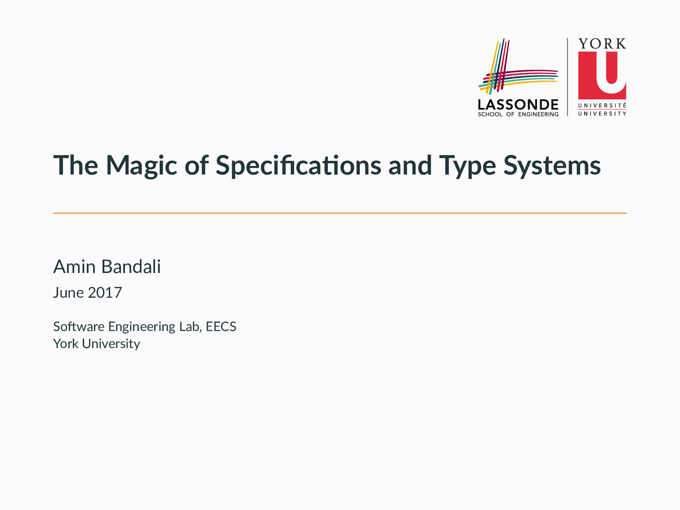 YORK
LASSONDE
SCHOOL OF ENGINEERING
U
UNIVERSITÉ
UNIVERSITY
The Magic of Specifications and Type Systems
Amin Bandali
June 2017
Software Engineering Lab, EECS
York University